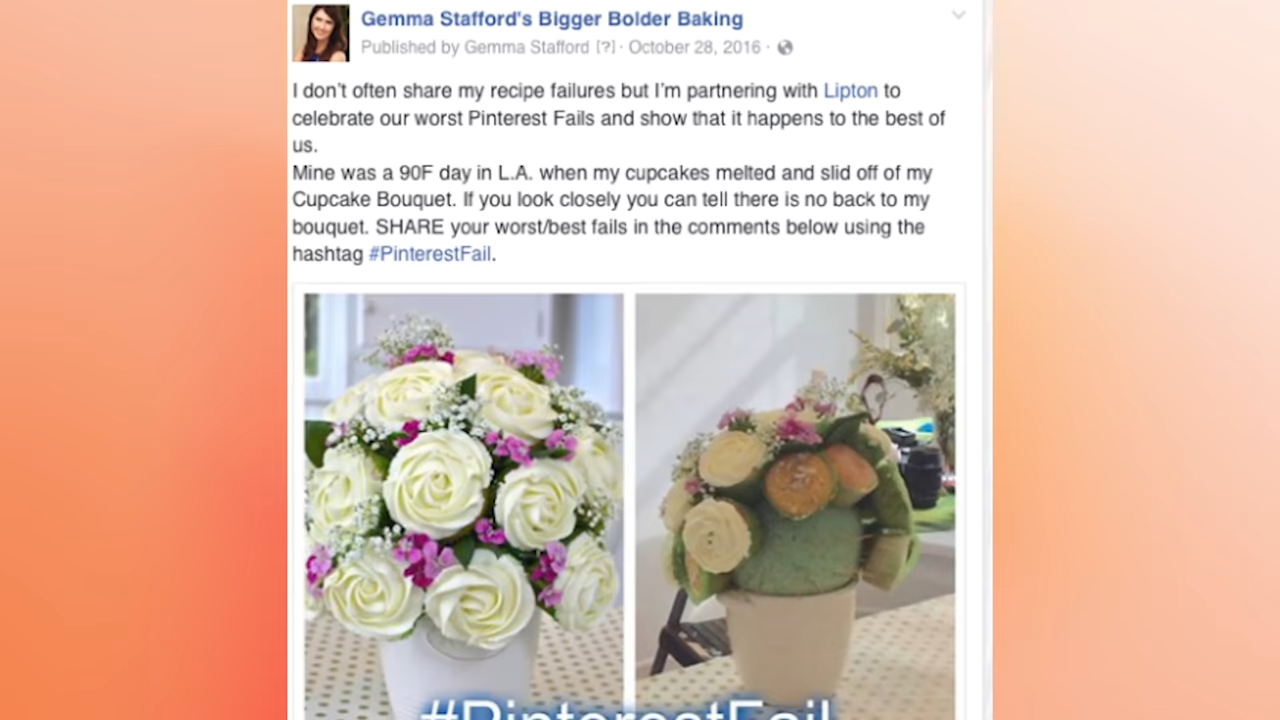 Gemma Stafford's Bigger Bolder Baking
Published by Gemma Stafford [?] · October 28, 2016 ·
I don't often share my recipe failures but I'm partnering with Lipton to
celebrate our worst Pinterest Fails and show that it happens to the best of
us.
Mine was a 90F day in L.A. when my cupcakes melted and slid off of my
Cupcake Bouquet. If you look closely you can tell there is no back to my
bouquet. SHARE your worst/best fails in the comments below using the
hashtag #PinterestFail.
#PinterestFail